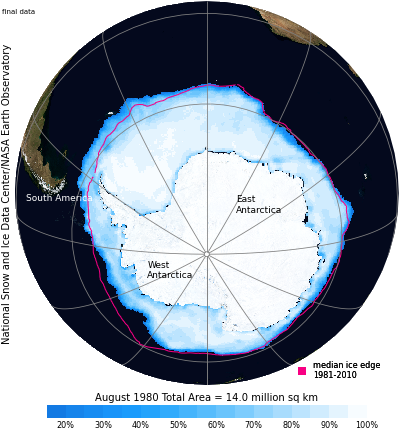 final data
National Snow and Ice Data Center/NASA Earth Observatory
South America
East
Antarctica
West
Antarctica
median ice edge
1981-2010
August 1980 Total Area = 14.0 million sq km
20% 30% 40% 50% 60% 70% 80% 90% 100%